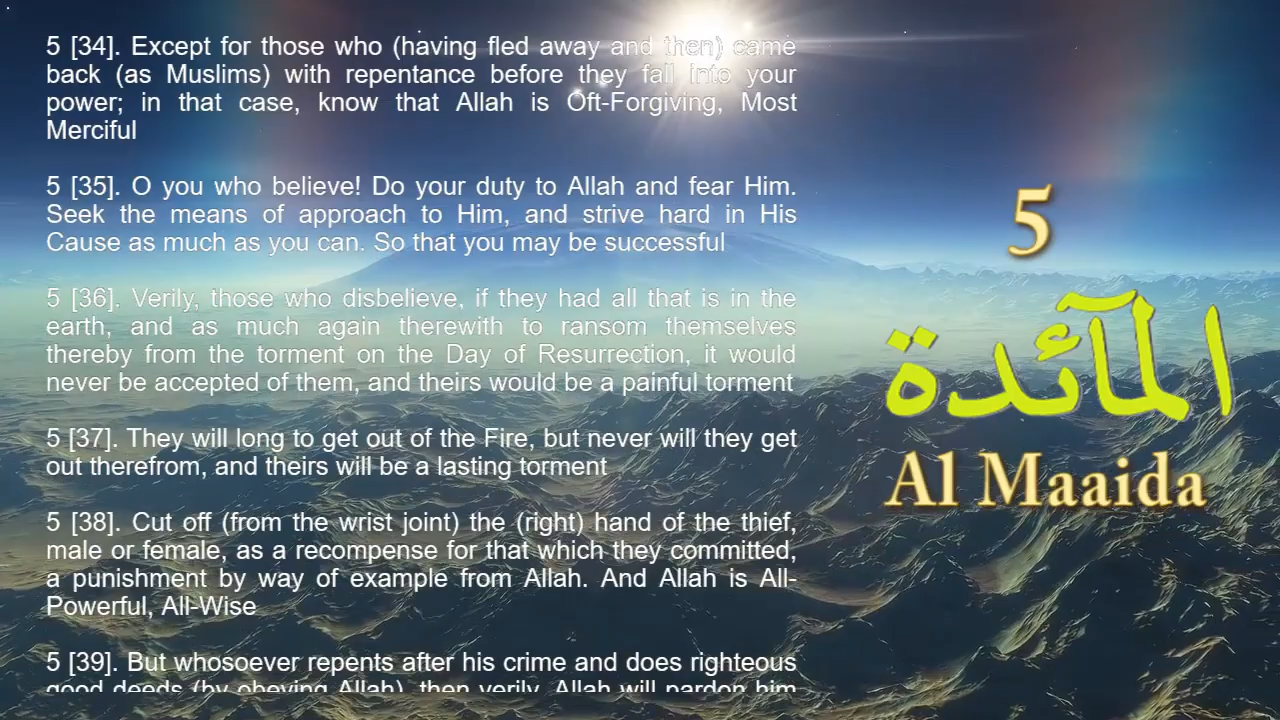 5 [34]. Except for those who (having fled away and then) came
back (as Muslims) with repentance before they fall into your
power; in that case, know that Allah is Oft-Forgiving, Most
Merciful
5 [35]. O you who believe! Do your duty to Allah and fear Him.
Seek the means of approach to Him, and strive hard in His
Cause as much as you can. So that you may be successful
5 [36]. Verily, those who disbelieve, if they had all that is in the
earth, and as much again therewith to ransom themselves
thereby from the torment on the Day of Resurrection, it would
never be accepted of them, and theirs would be a painful torment
5 [37]. They will long to get out of the Fire, but never will they get
out therefrom, and theirs will be a lasting torment
5 [38]. Cut off (from the wrist joint) the (right) hand of the thief,
male or female, as a recompense for that which they committed,
a punishment by way of example from Allah. And Allah is All-
Powerful, All-Wise
5 [39]. But whosoever repents after his crime and does righteous
good deeds (by obeying Allah), then verily, Allah will pardon him
5
المآئدة
Al Maaida